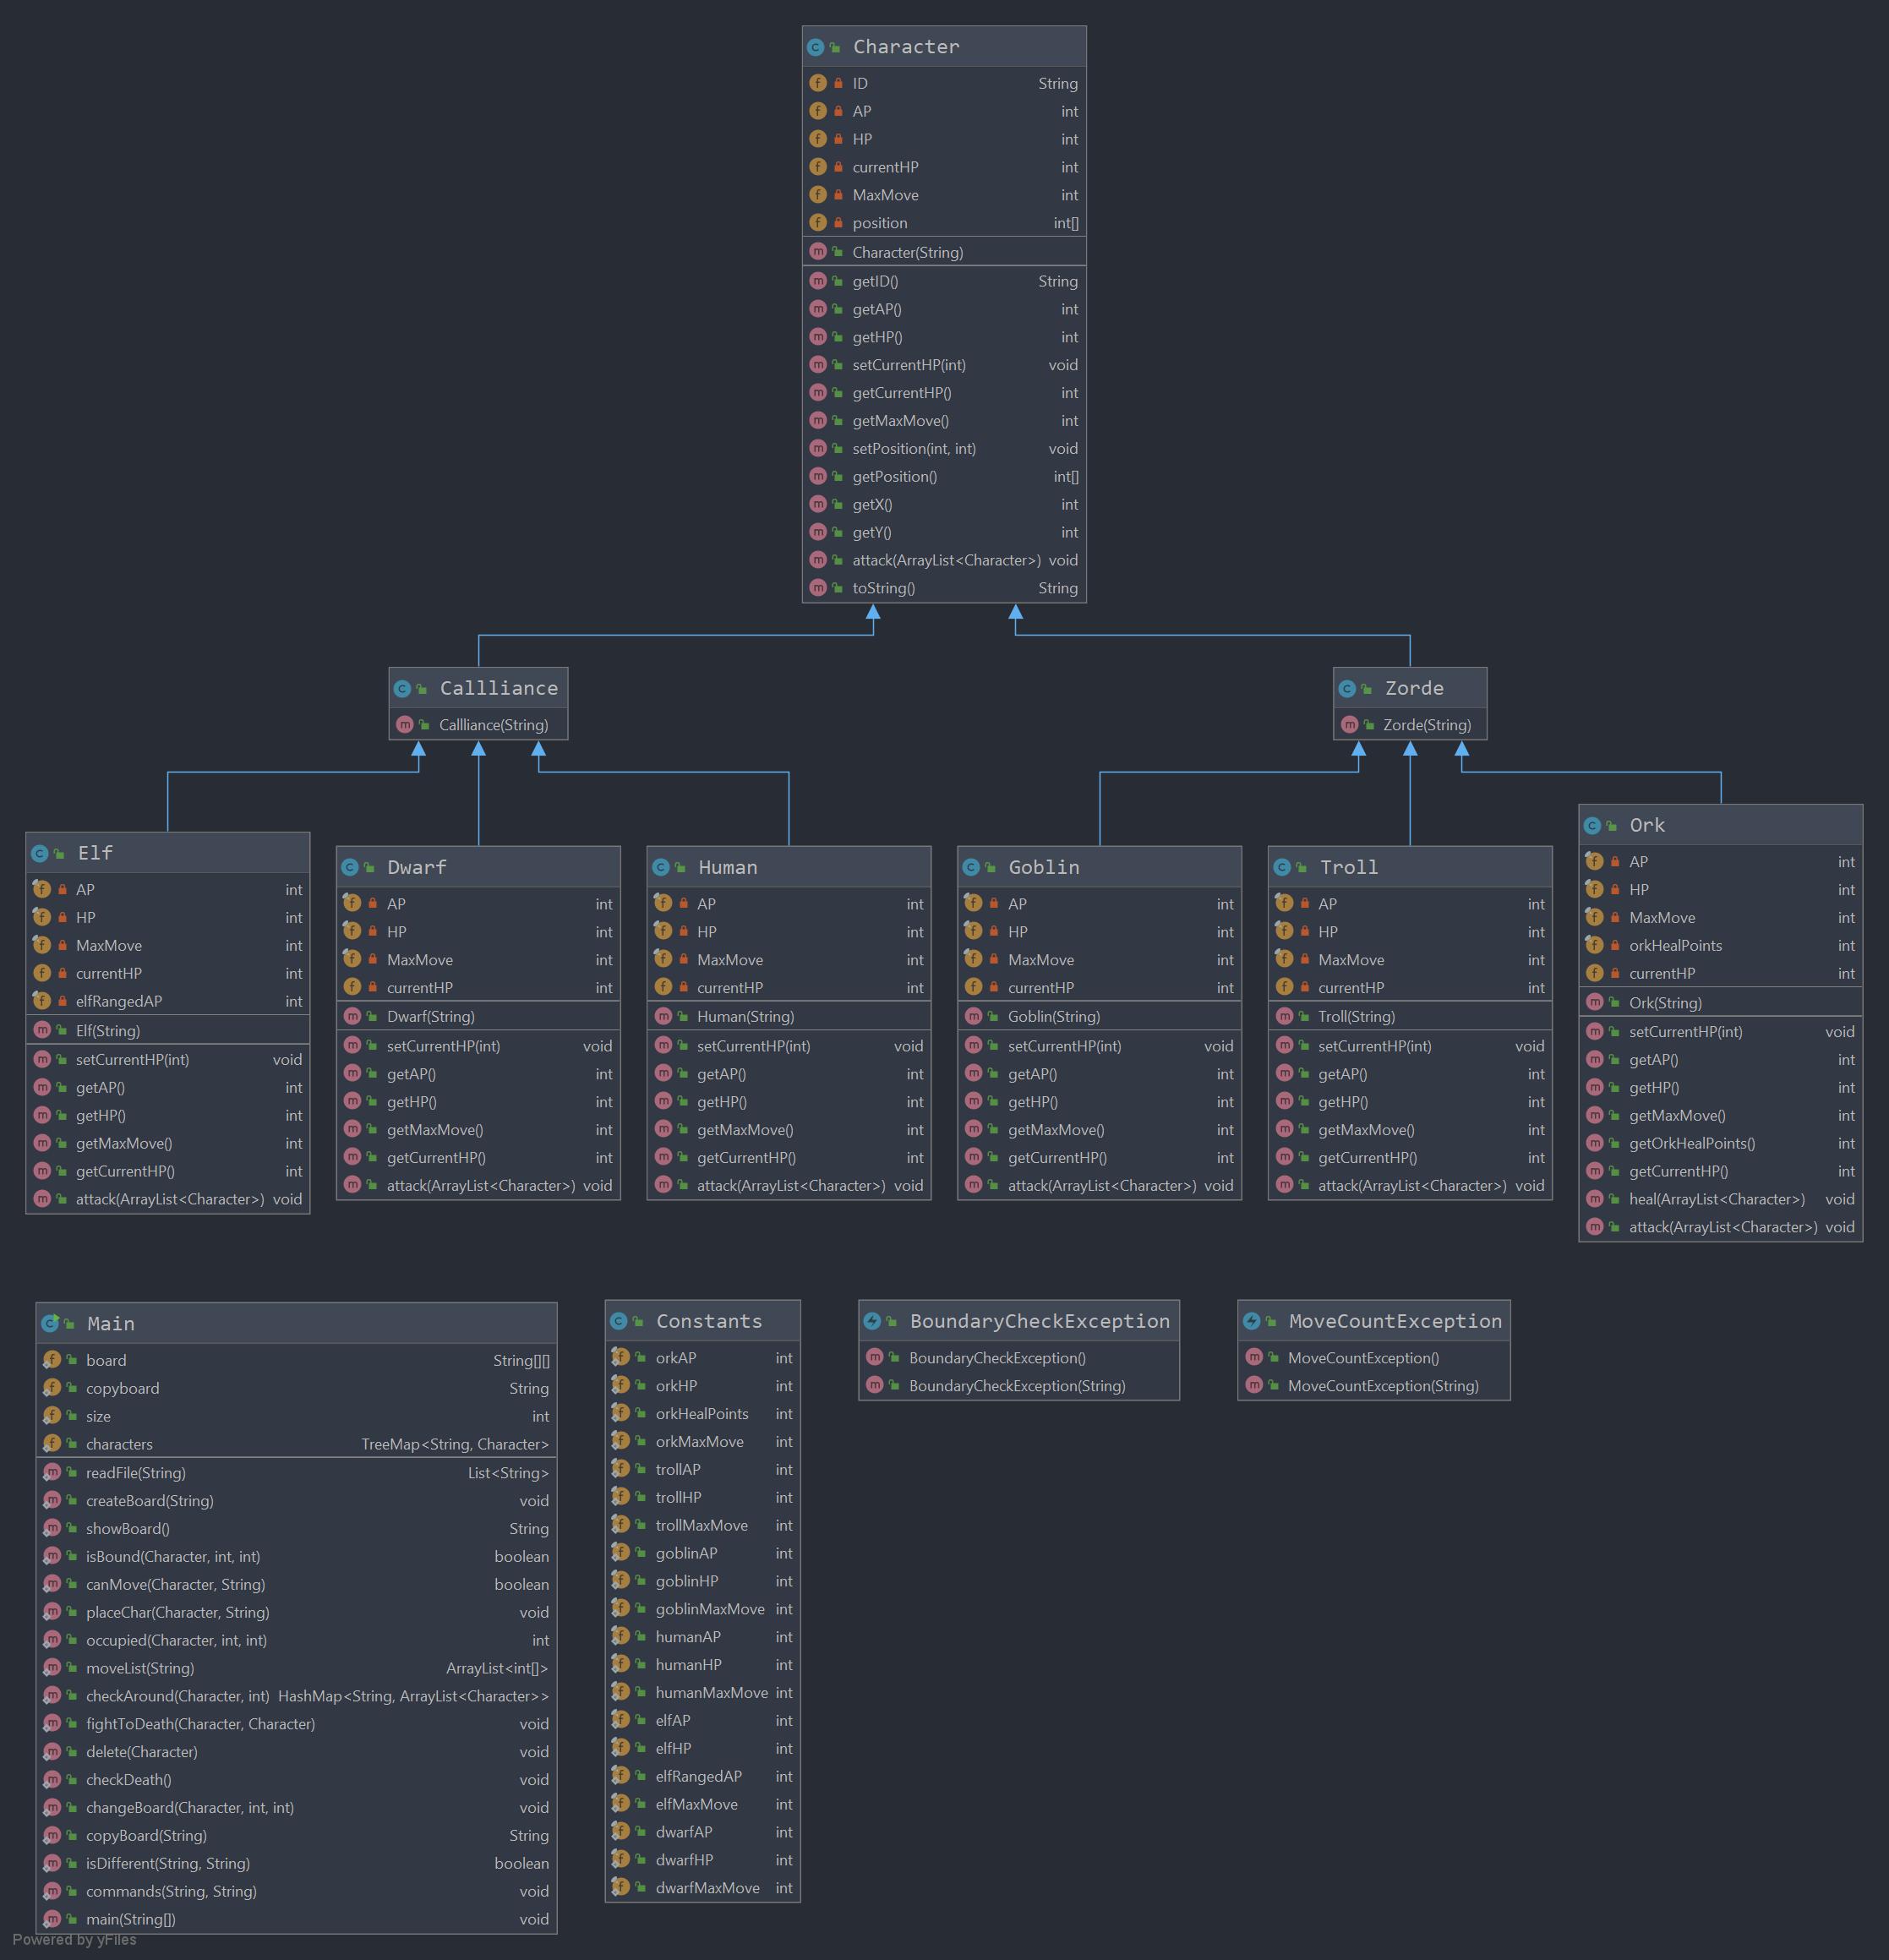 Character
ID String
AP int
HP int
currentHP int
MaxMove int
position int[]
Character(String)
getID() String
getAP() int
getHP() int
setCurrentHP(int) void
getCurrentHP() int
getMaxMove() int
setPosition(int, int) void
getPosition() int[]
getX() int
getY() int
attack(ArrayList<Character>) void
toString() String
Callliance
Callliance(String)
Zorde
Zorde(String)
Elf
AP int
HP int
MaxMove int
currentHP int
elfRangedAP int
Elf(String)
setCurrentHP(int) void
getAP() int
getHP() int
getMaxMove() int
getCurrentHP() int
attack(ArrayList<Character>) void
Dwarf
AP int
HP int
MaxMove int
currentHP int
Dwarf(String)
setCurrentHP(int) void
getAP() int
getHP() int
getMaxMove() int
getCurrentHP() int
attack(ArrayList<Character>) void
Human
AP int
HP int
MaxMove int
currentHP int
Human(String)
setCurrentHP(int) void
getAP() int
getHP() int
getMaxMove() int
getCurrentHP() int
attack(ArrayList<Character>) void
Goblin
AP int
HP int
MaxMove int
currentHP int
Goblin(String)
setCurrentHP(int) void
getAP() int
getHP() int
getMaxMove() int
getCurrentHP() int
attack(ArrayList<Character>) void
Troll
AP int
HP int
MaxMove int
currentHP int
Troll(String)
setCurrentHP(int) void
getAP() int
getHP() int
getMaxMove() int
getCurrentHP() int
attack(ArrayList<Character>) void
Ork
AP int
HP int
MaxMove int
orkHealPoints int
currentHP int
Ork(String)
setCurrentHP(int) void
getAP() int
getHP() int
getMaxMove() int
getOrkHealPoints() int
getCurrentHP() int
heal(ArrayList<Character>) void
attack(ArrayList<Character>) void
Main
board String[][]
copyboard String
size int
characters TreeMap<String, Character>
readFile(String) List<String>
createBoard(String) void
showBoard() String
isBound(Character, int, int) boolean
canMove(Character, String) boolean
placeChar(Character, String) void
occupied(Character, int, int) int
moveList(String) ArrayList<int[]>
checkAround(Character, int) HashMap<String, ArrayList<Character>>
fightToDeath(Character, Character) void
delete(Character) void
checkDeath() void
changeBoard(Character, int, int) void
copyBoard(String) String
isDifferent(String, String) boolean
commands(String, String) void
main(String[]) void
Constants
orkAP int
orkHP int
orkHealPoints int
orkMaxMove int
trollAP int
trollHP int
trollMaxMove int
goblinAP int
goblinHP int
goblinMaxMove int
humanAP int
humanHP int
humanMaxMove int
elfAP int
elfHP int
elfRangedAP int
elfMaxMove int
dwarfAP int
dwarfHP int
dwarfMaxMove int
BoundaryCheckException
BoundaryCheckException()
BoundaryCheckException(String)
MoveCountException
MoveCountException()
MoveCountException(String)
Powered by yFiles